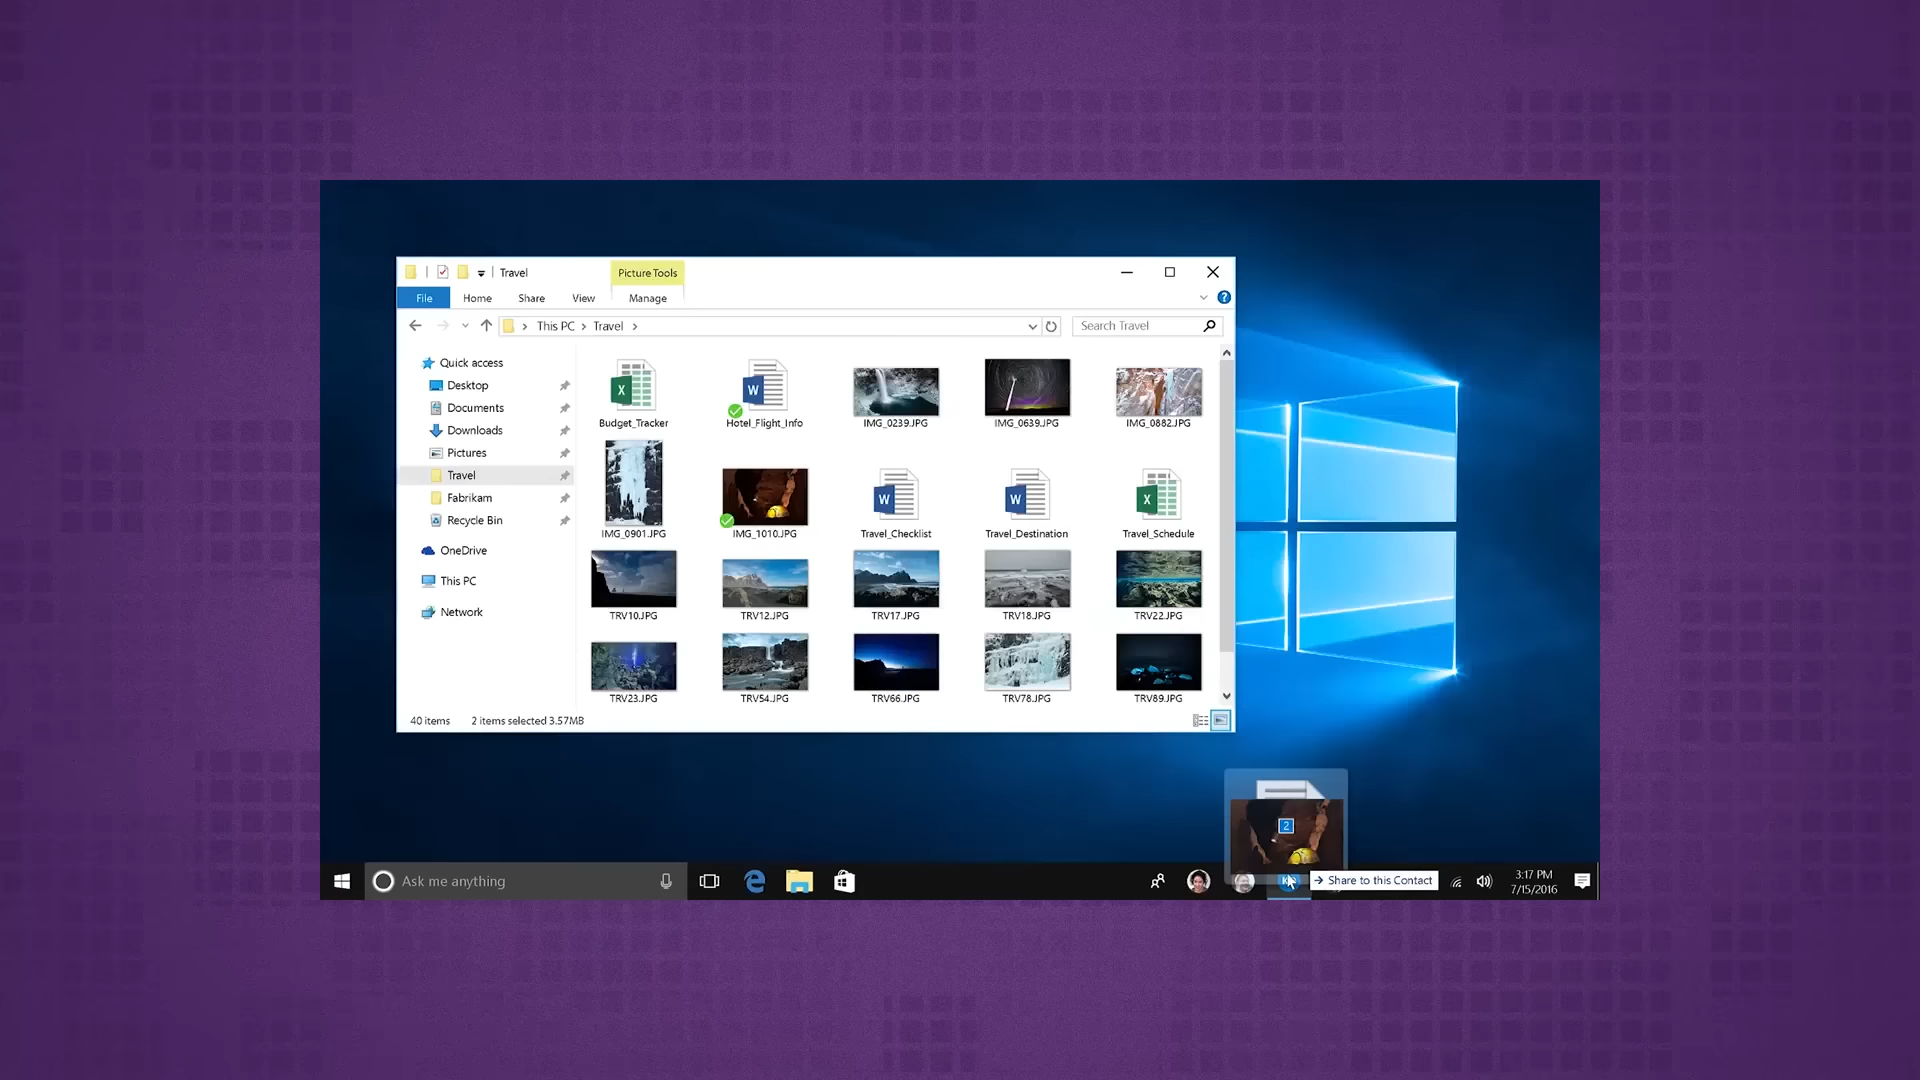 Travel
Picture Tools
File Home Share View Manage
This PC Travel
Search Travel
Quick access
Desktop
Documents
Downloads
Pictures
Travel
Fabrikam
Recycle Bin
OneDrive
This PC
Network
Budget_Tracker Hotel_Flight_Info IMG_0239.JPG IMG_0639.JPG IMG_0882.JPG
IMG_0901.JPG IMG_1010.JPG Travel_Checklist Travel_Destination Travel_Schedule
TRV10.JPG TRV12.JPG TRV17.JPG TRV18.JPG TRV22.JPG
TRV23.JPG TRV54.JPG TRV66.JPG TRV78.JPG TRV89.JPG
40 items 2 items selected 3.57MB
2
Ask me anything
Share to this Contact
3:17 PM
7/15/2016